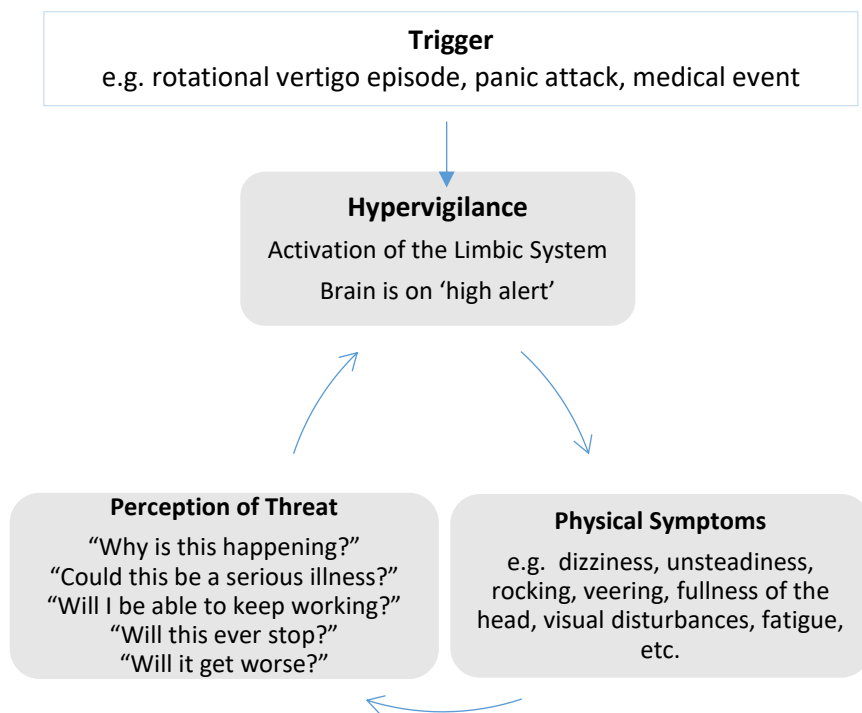 Trigger
e.g. rotational vertigo episode, panic attack, medical event
Hypervigilance
Activation of the Limbic System
Brain is on ‘high alert’
Perception of Threat
“Why is this happening?”
“Could this be a serious illness?”
“Will I be able to keep working?”
“Will this ever stop?”
“Will it get worse?”
Physical Symptoms
e.g. dizziness, unsteadiness,
rocking, veering, fullness of the
head, visual disturbances, fatigue,
etc.